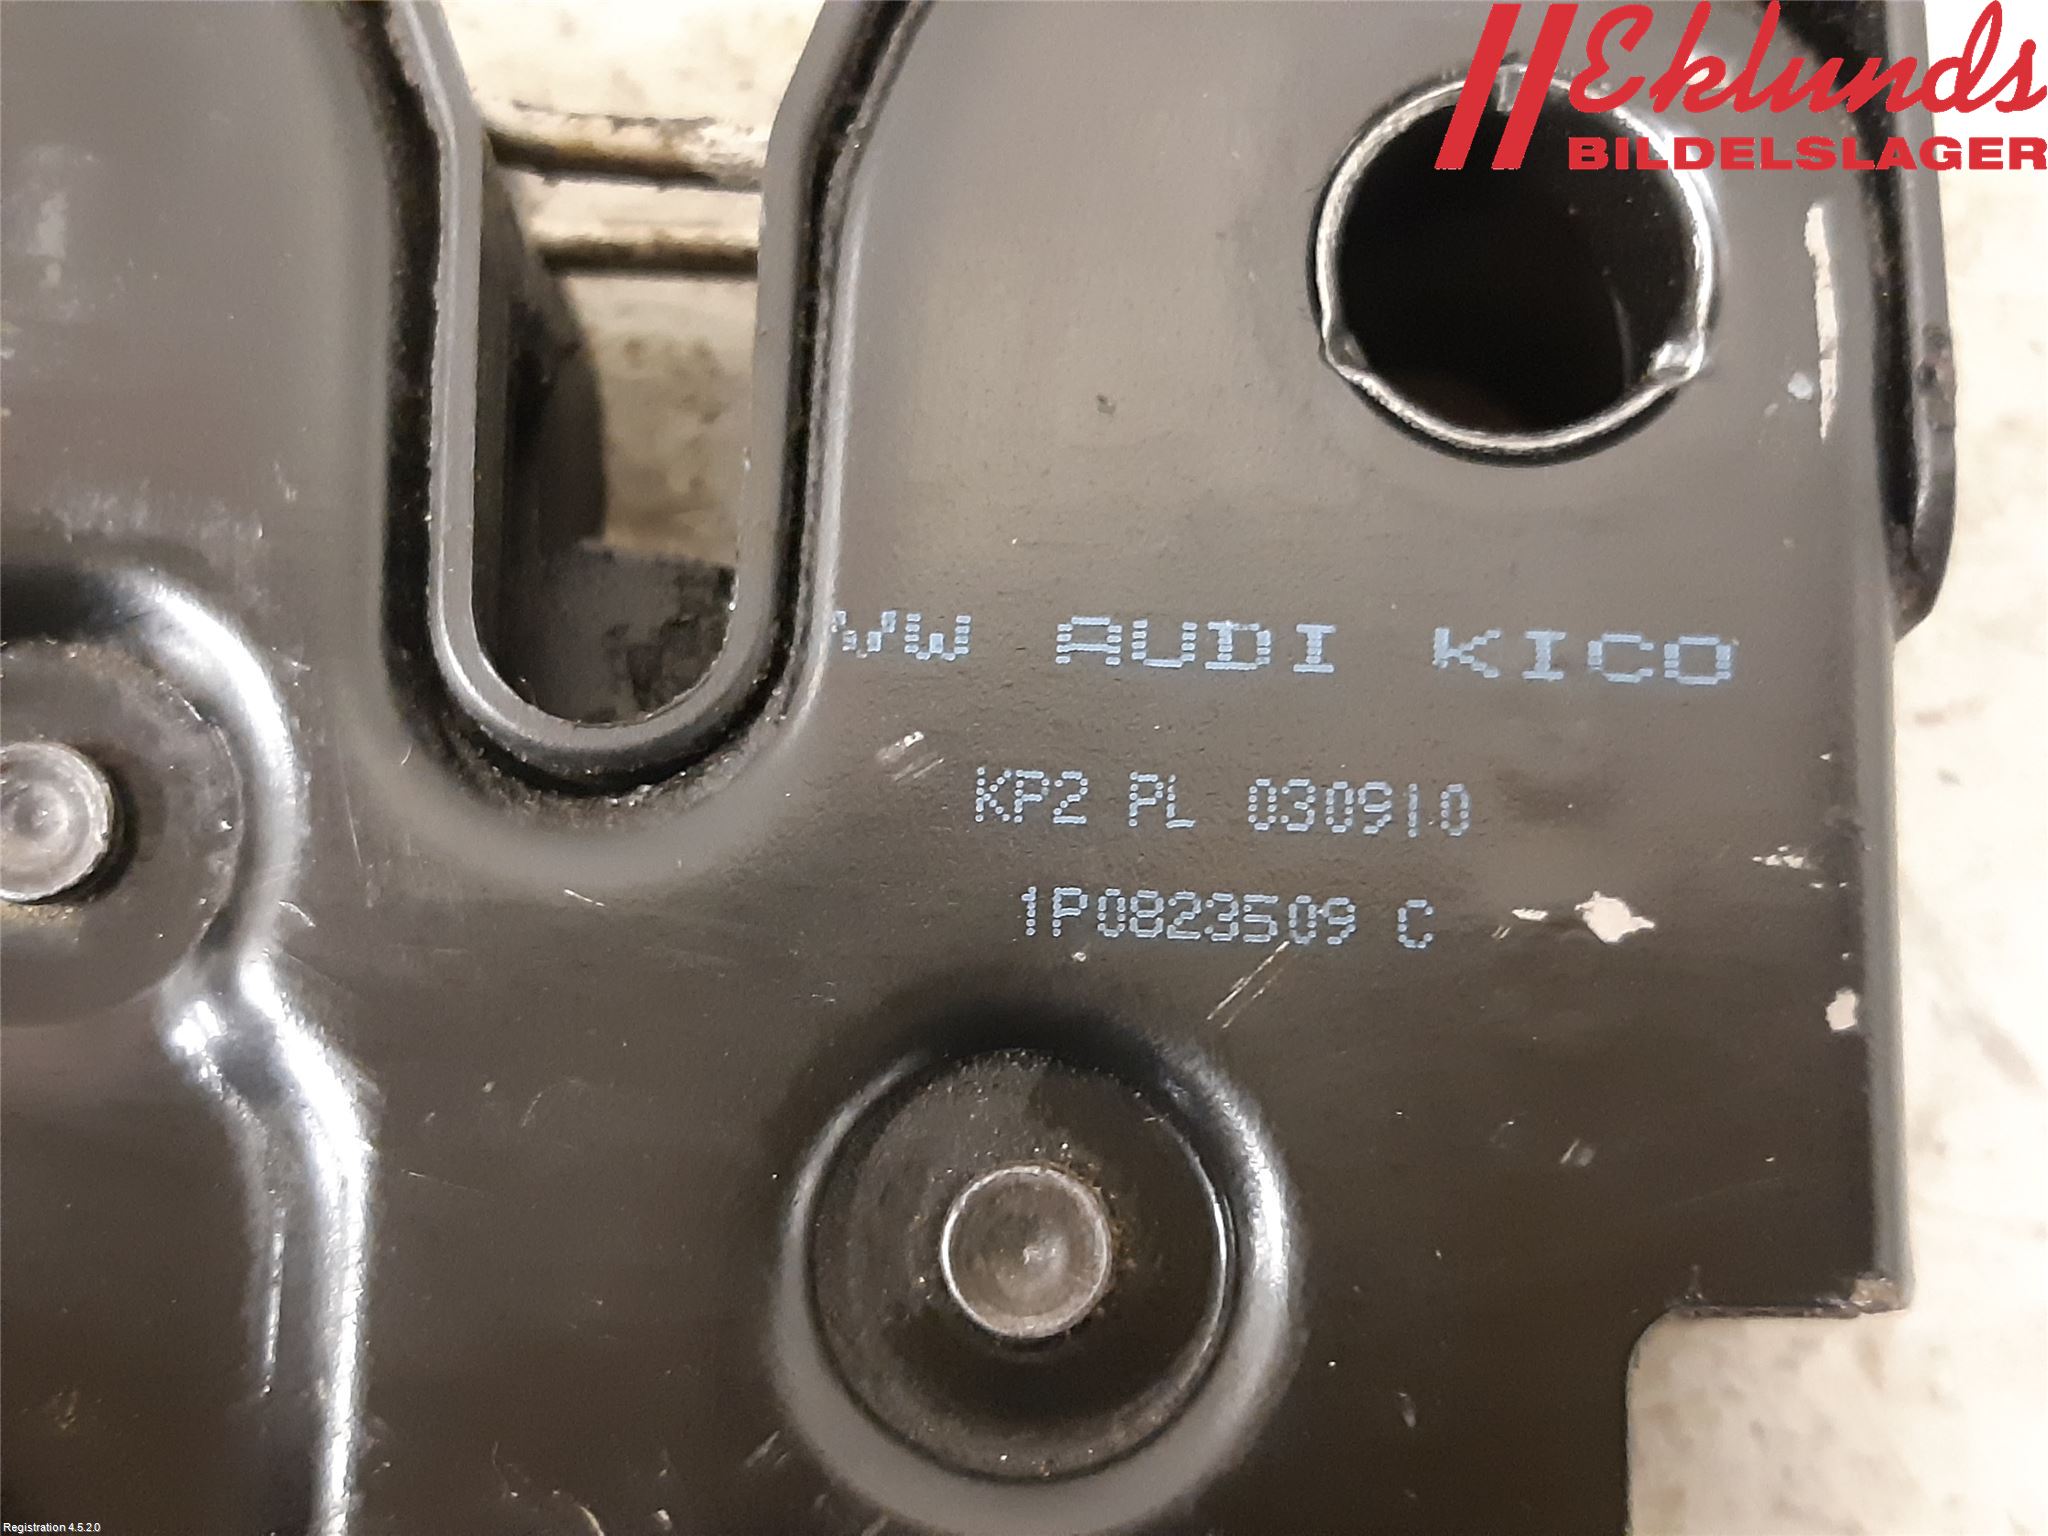 Eklunds
BILDELSLAGER
VW AUDI KICO
KP2 PL 030910
1P0823509 C
Registration 4.5.2.0